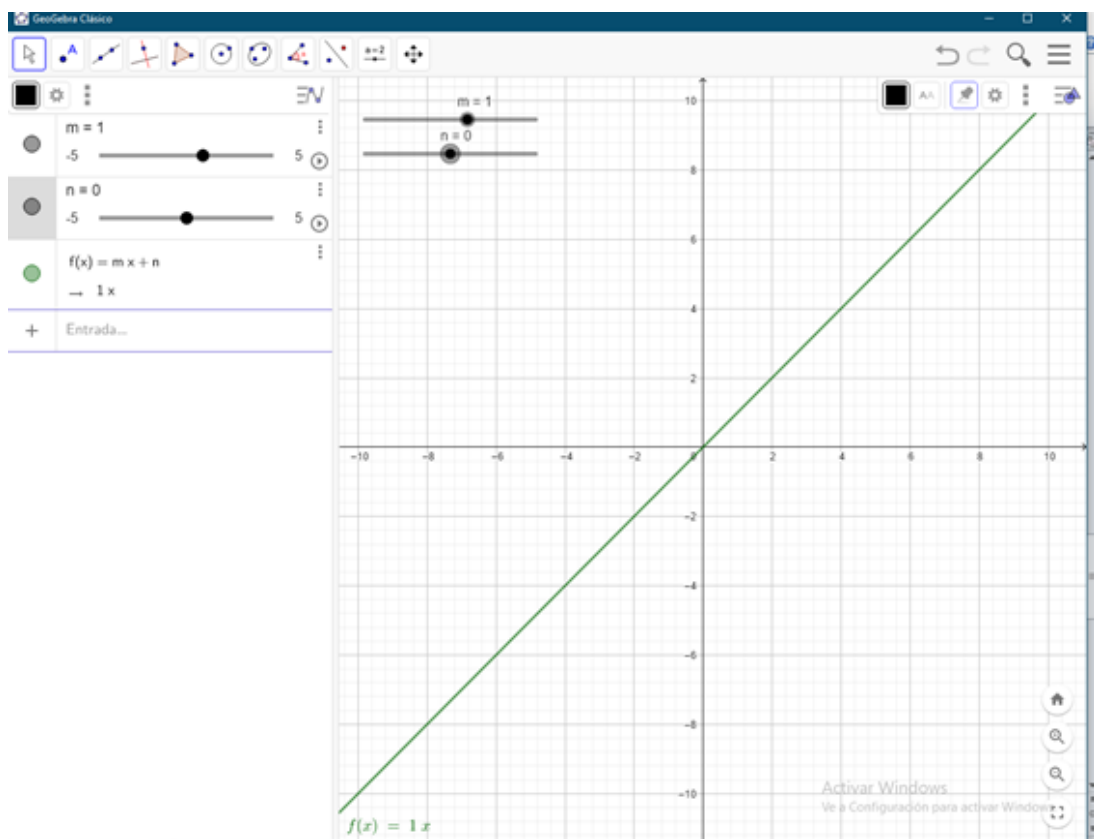 GeoGebra Clásico
A
a=2
m = 1
-5
5
n = 0
-5
5
f(x) = m x + n
→ 1 x
+ Entrada...
AA
m = 1
n = 0
10
8
6
4
2
-10
-8
-6
-4
-2
0
2
4
6
8
10
-2
-4
-6
-8
-10
f(x) = 1 x
Activar Windows
Ve a Configuración para activar Windows.